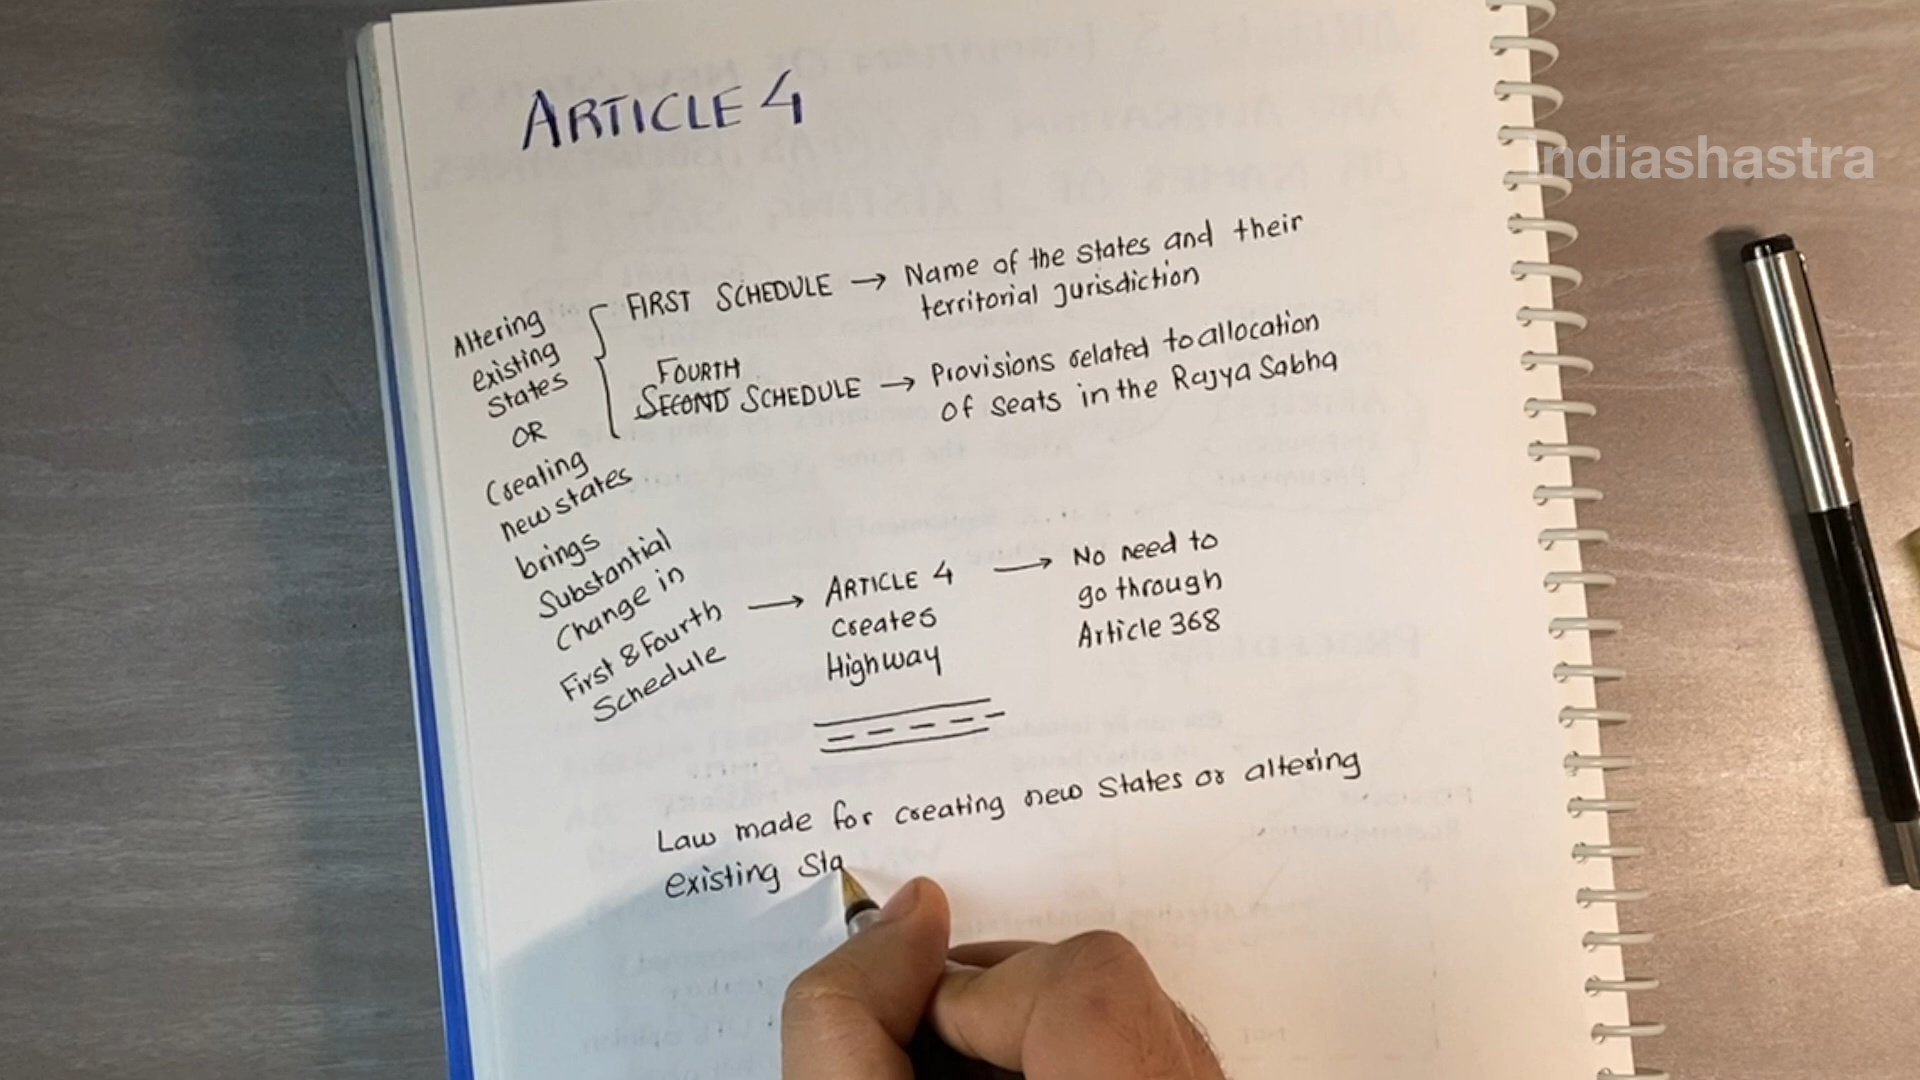 ARTICLE 4
indiashastra
FIRST SCHEDULE → Name of the states and their
territorial jurisdiction
FOURTH
SECOND SCHEDULE → Provisions related to allocation
of seats in the Rajya Sabha
Altering
existing
States
OR
Creating
new states
brings
Substantial
Change in
First & Fourth
Schedule
→ ARTICLE 4
creates
Highway
→ No need to
go through
Article 368
Law made for creating new States or altering
existing Sta